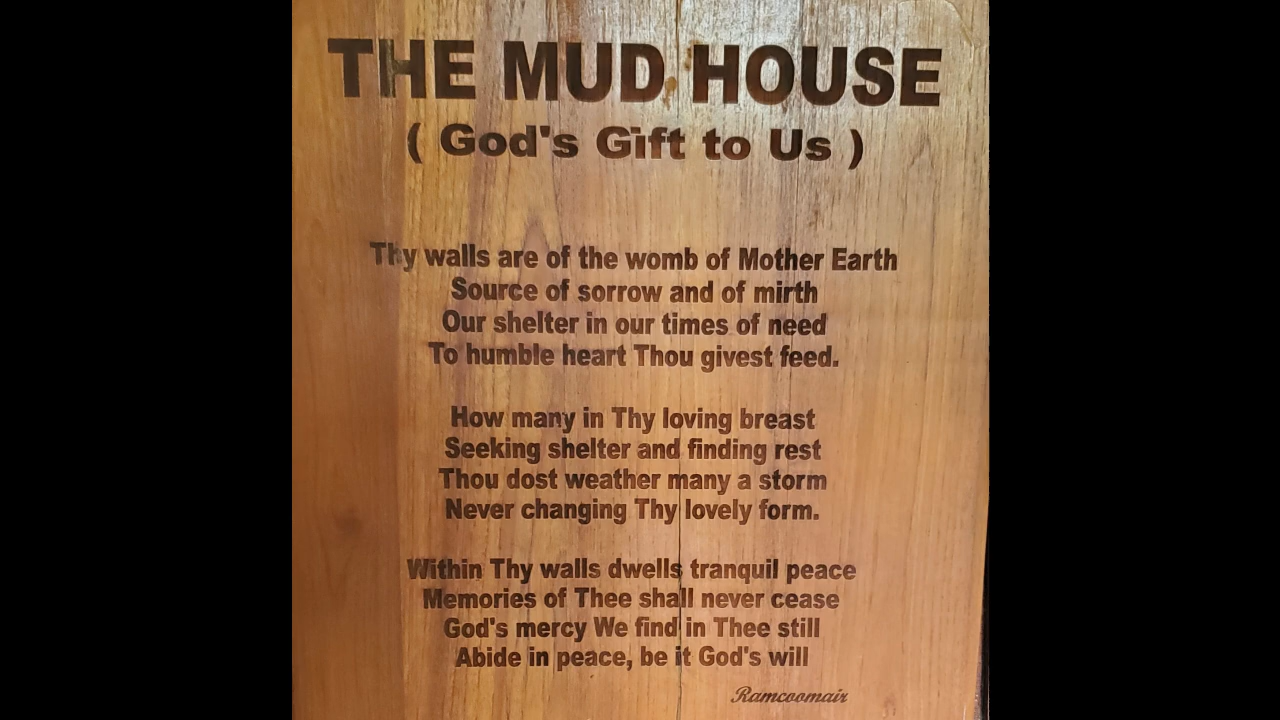 THE MUD HOUSE
( God's Gift to Us )
Thy walls are of the womb of Mother Earth
Source of sorrow and of mirth
Our shelter in our times of need
To humble heart Thou givest feed.
How many in Thy loving breast
Seeking shelter and finding rest
Thou dost weather many a storm
Never changing Thy lovely form.
Within Thy walls dwells tranquil peace
Memories of Thee shall never cease
God's mercy We find in Thee still
Abide in peace, be it God's will
Ramcoomair